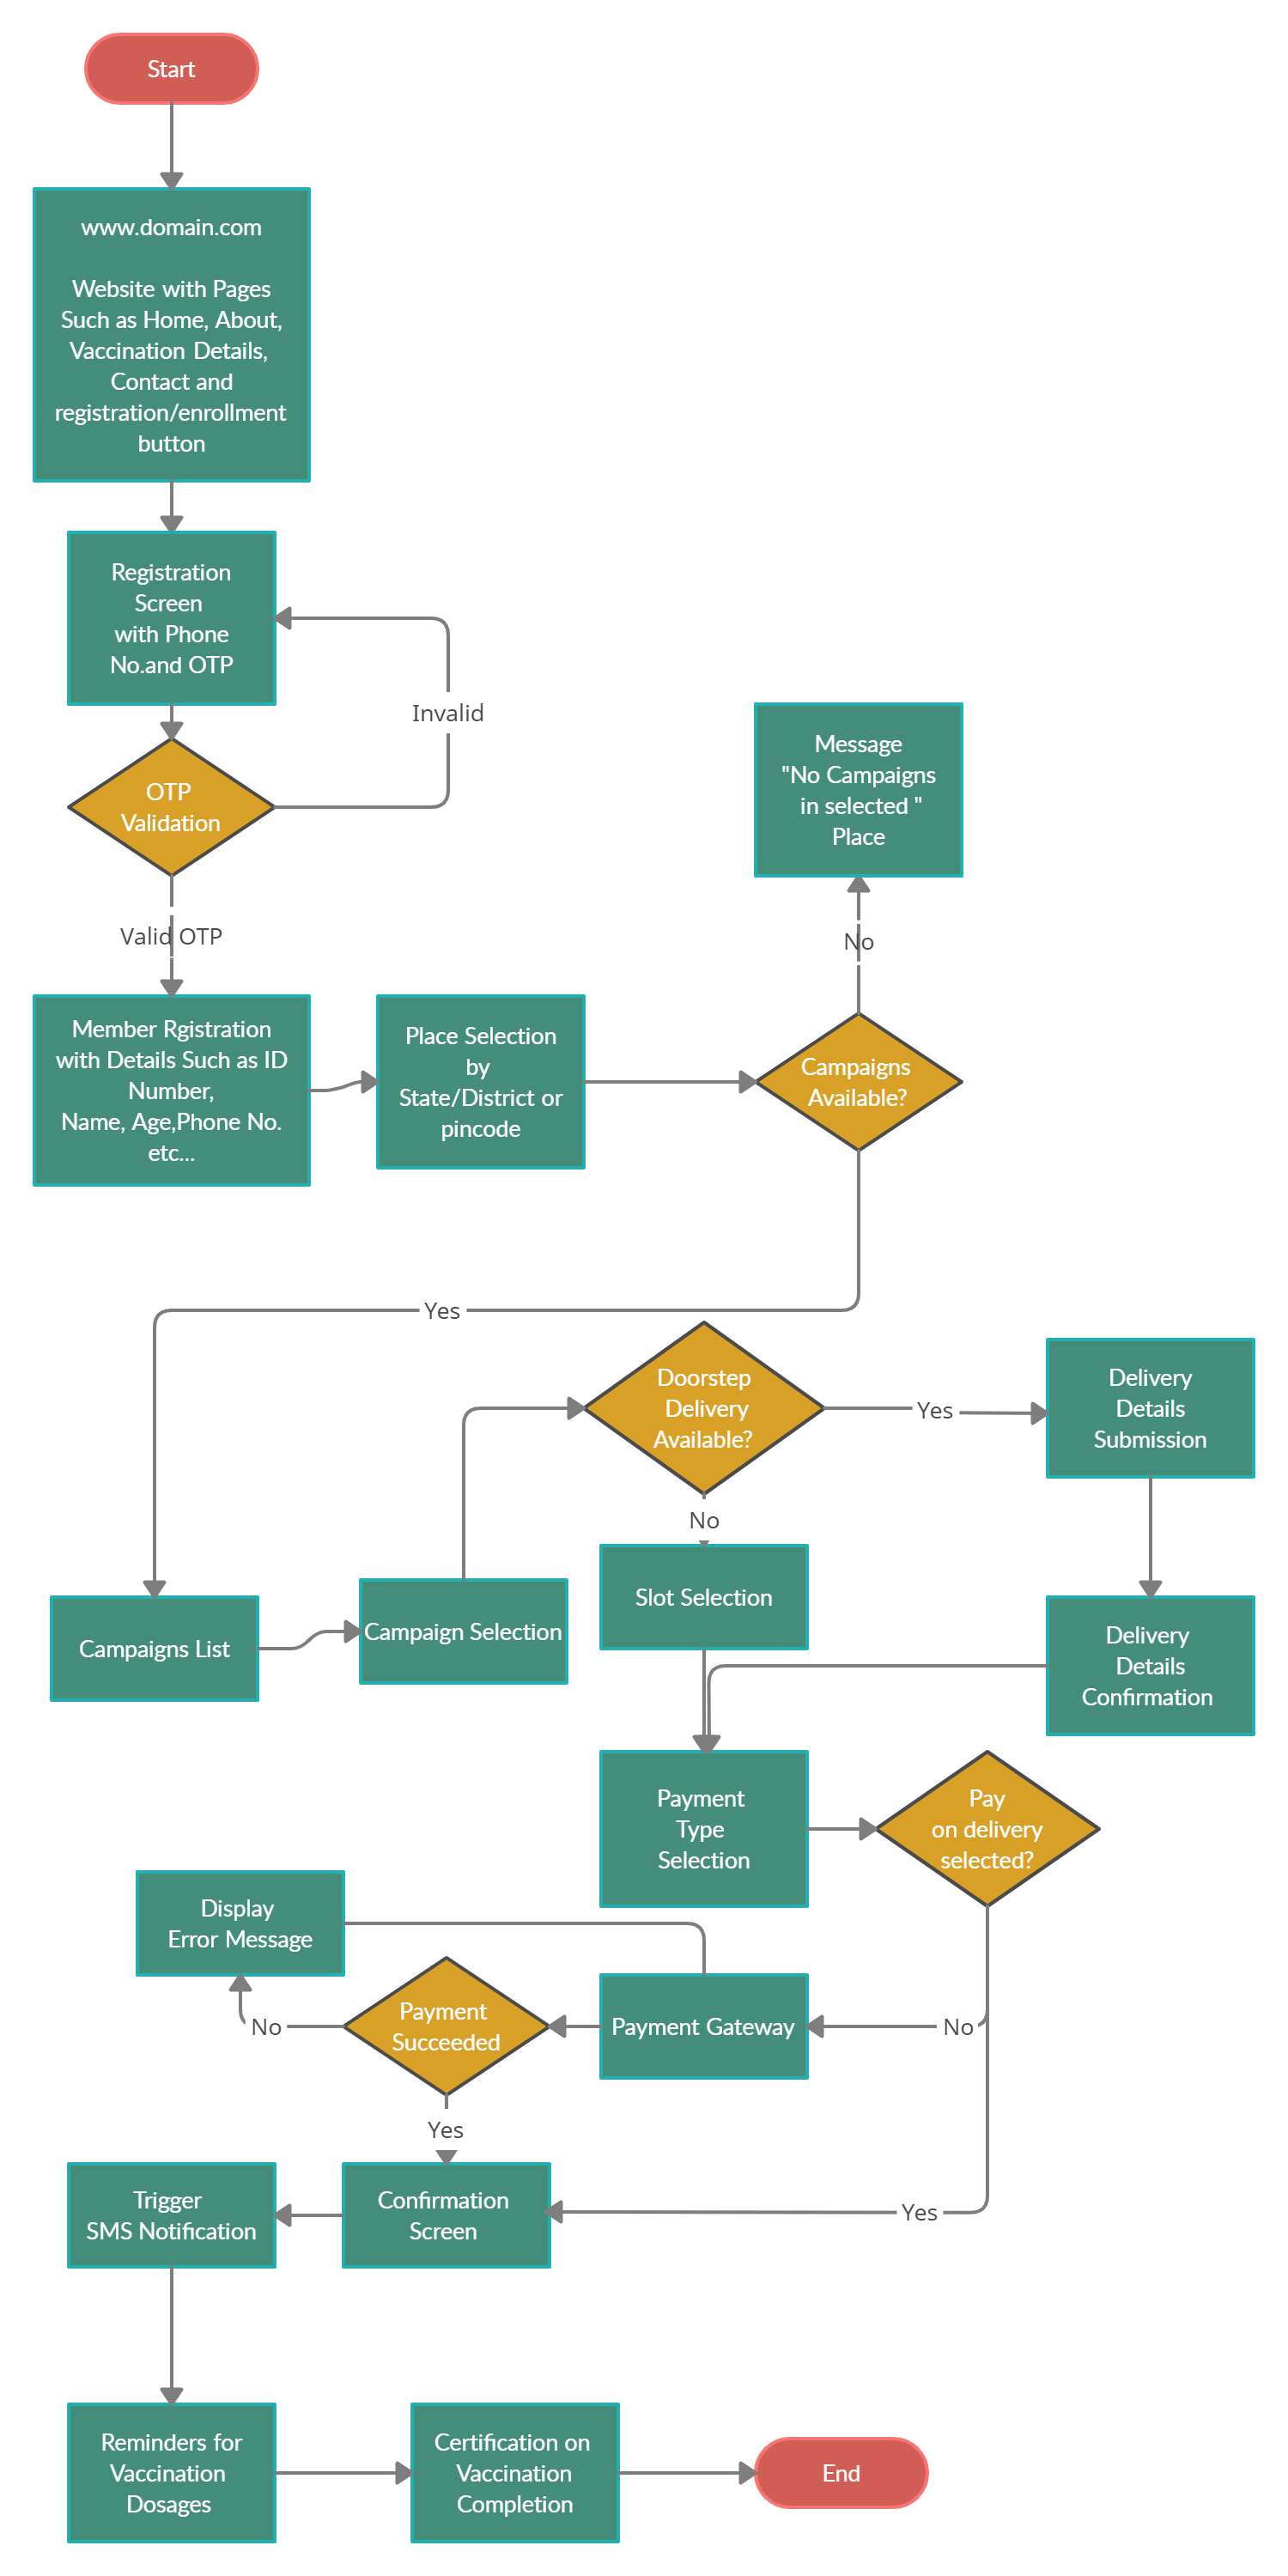 Start
www.domain.com
Website with Pages
Such as Home, About,
Vaccination Details,
Contact and
registration/enrollment
button
Registration
Screen
with Phone
No.and OTP
Invalid
OTP
Validation
Valid OTP
Message
"No Campaigns
in selected "
Place
No
Member Rgistration
with Details Such as ID
Number,
Name, Age,Phone No.
etc...
Place Selection
by
State/District or
pincode
Campaigns
Available?
Yes
Doorstep
Delivery
Available?
Yes
Delivery
Details
Submission
No
Slot Selection
Campaigns List
Campaign Selection
Delivery
Details
Confirmation
Payment
Type
Selection
Pay
on delivery
selected?
Display
Error Message
No
Payment
Succeeded
Payment Gateway
No
Yes
Trigger
SMS Notification
Confirmation
Screen
Yes
Reminders for
Vaccination
Dosages
Certification on
Vaccination
Completion
End